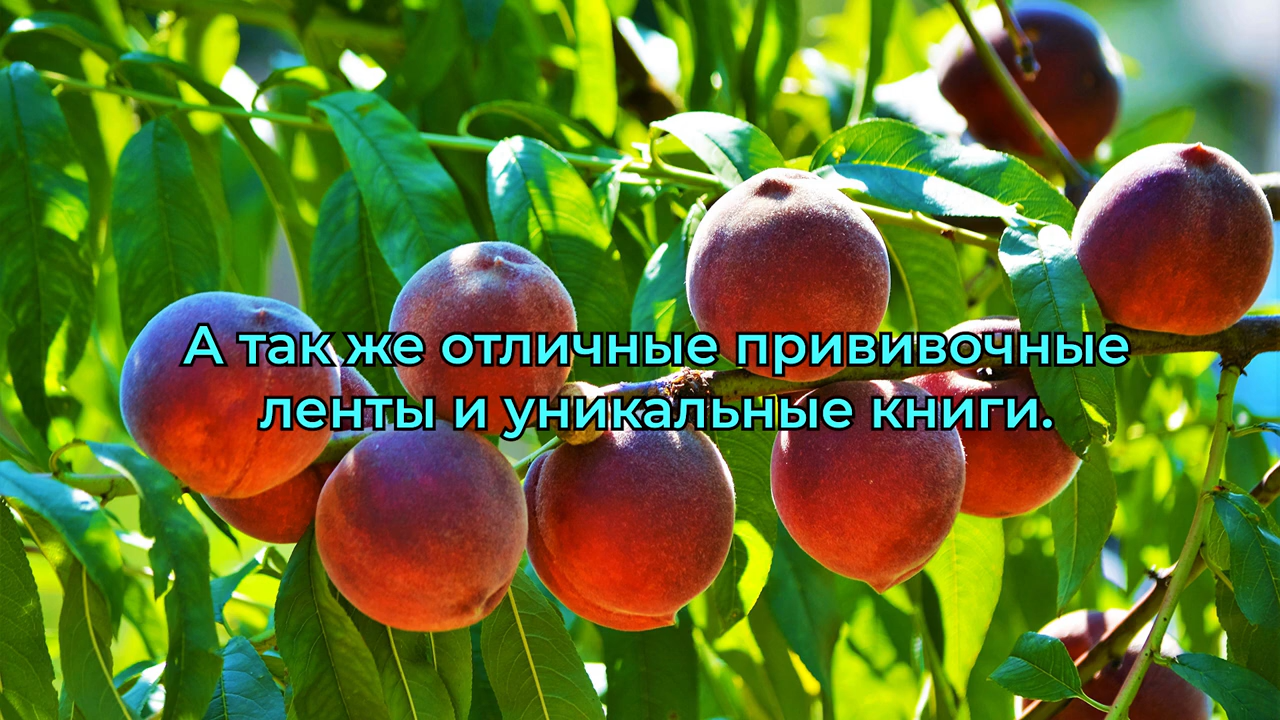 А так же отличные прививочные
ленты и уникальные книги.